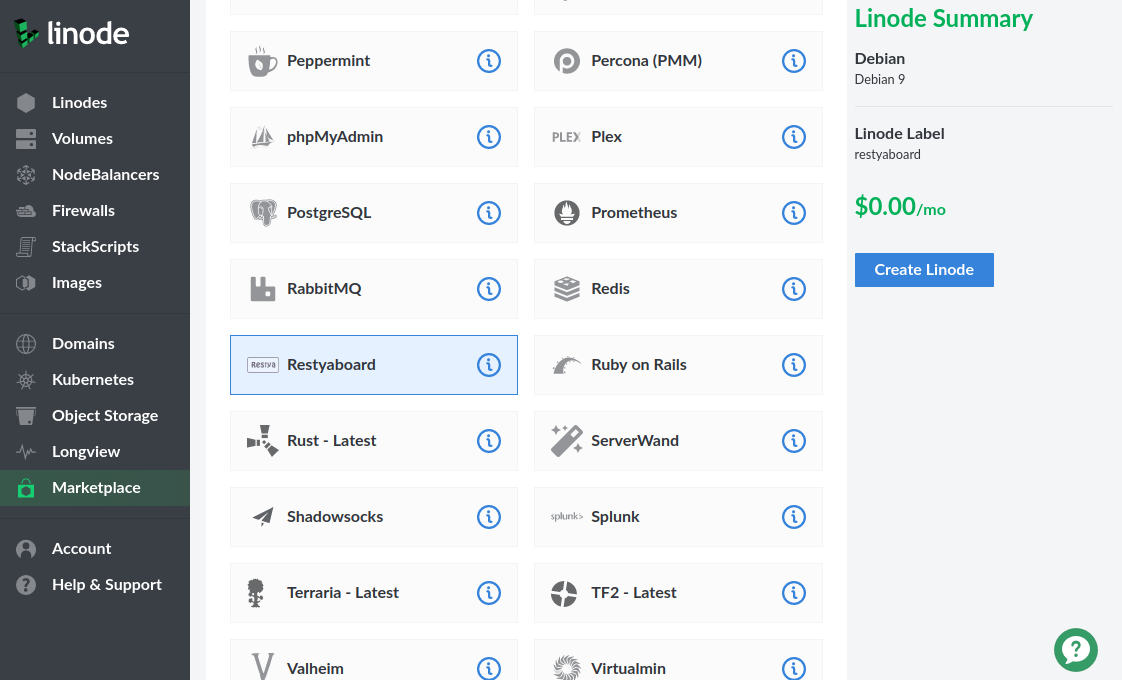 linode
Linodes
Volumes
NodeBalancers
Firewalls
StackScripts
Images
Domains
Kubernetes
Object Storage
Longview
Marketplace
Account
Help & Support
Peppermint
Percona (PMM)
phpMyAdmin
PLEX Plex
PostgreSQL
Prometheus
RabbitMQ
Redis
Restya Restyaboard
Ruby on Rails
Rust - Latest
ServerWand
Shadowsocks
splunk> Splunk
Terraria - Latest
TF2 - Latest
Valheim
Virtualmin
Linode Summary
Debian
Debian 9
Linode Label
restyaboard
$0.00/mo
Create Linode